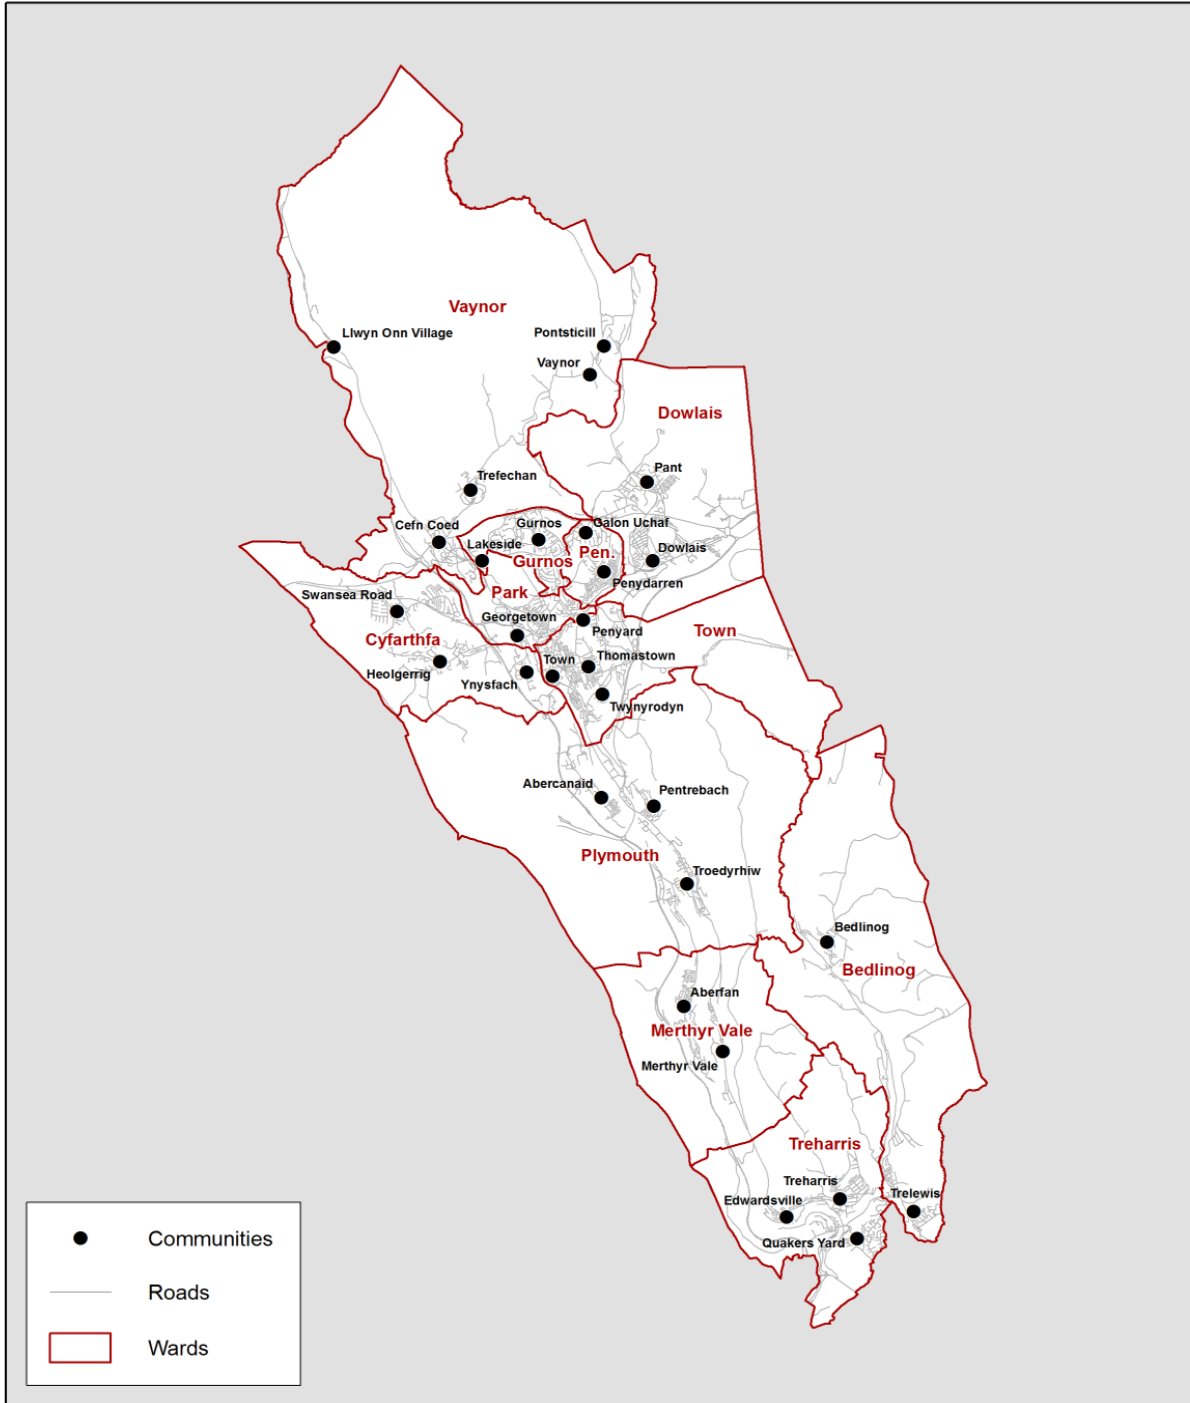 Vaynor
Llwyn Onn Village
Pontsticill
Vaynor
Dowlais
Pant
Trefechan
Cefn Coed
Gurnos
Galon Uchaf
Lakeside
Gurnos
Pen.
Dowlais
Penydarren
Park
Swansea Road
Georgetown
Penyard
Town
Cyfarthfa
Heolgerrig
Ynysfach
Town
Thomastown
Twynyrodyn
Abercanaid
Pentrebach
Plymouth
Troedyrhiw
Bedlinog
Bedlinog
Aberfan
Merthyr Vale
Merthyr Vale
Treharris
Treharris
Edwardsville
Trelewis
Quakers Yard
Communities
Roads
Wards